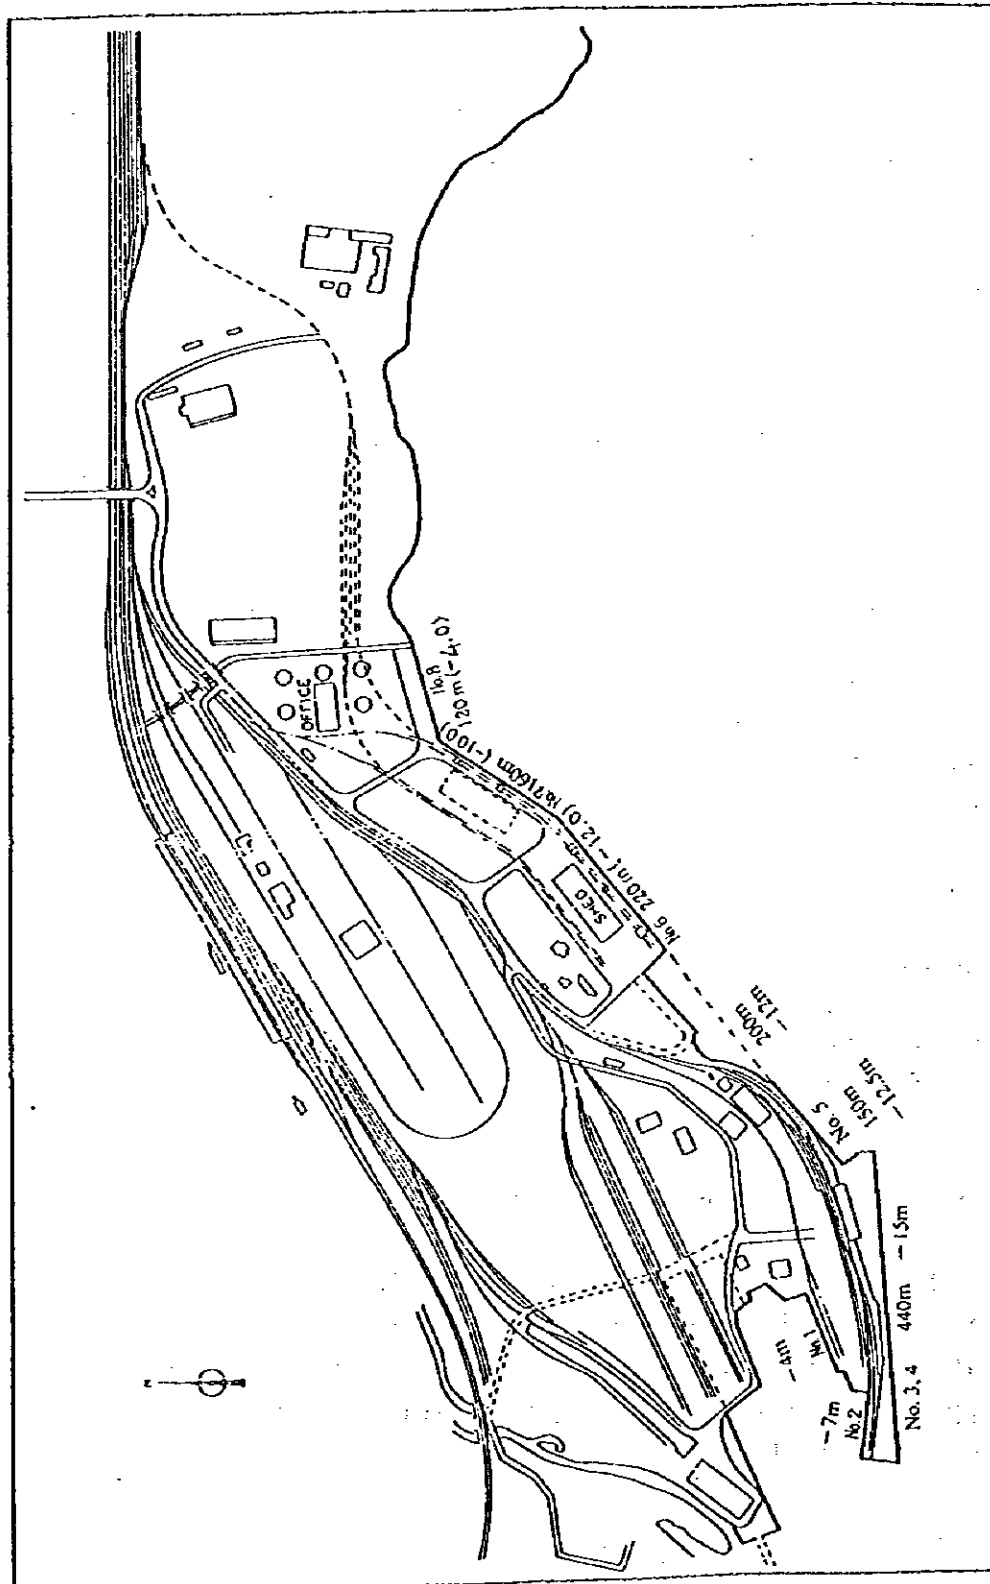 No.8
120m (-4.0)
No.7 160m (-10.0)
OFFICE
No.6 220m (-12.0)
SHED
200m
-12m
No. 5
150m
-12.5m
No. 3, 4 440m -15m
No.1
-4m
No.2
-7m
N